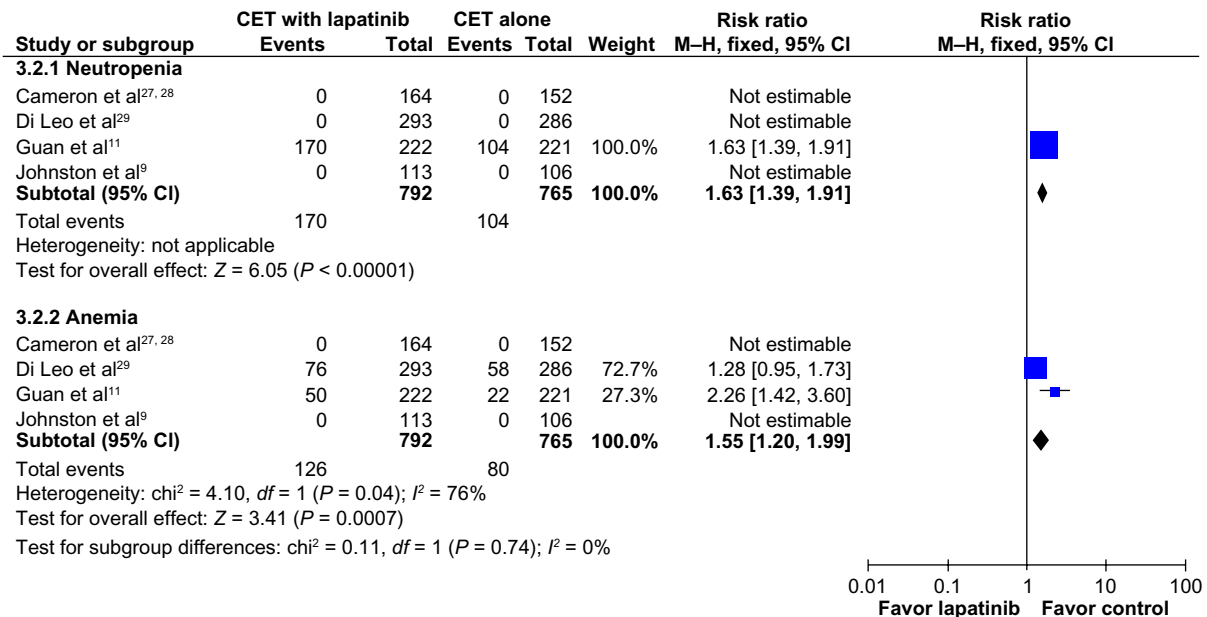 CET with lapatinib CET alone Risk ratio Risk ratio
Study or subgroup Events Total Events Total Weight M–H, fixed, 95% CI M–H, fixed, 95% CI
3.2.1 Neutropenia
Cameron et al27, 28 0 164 0 152 Not estimable
Di Leo et al29 0 293 0 286 Not estimable
Guan et al11 170 222 104 221 100.0% 1.63 [1.39, 1.91]
Johnston et al9 0 113 0 106 Not estimable
Subtotal (95% CI) 792 765 100.0% 1.63 [1.39, 1.91]
Total events 170 104
Heterogeneity: not applicable
Test for overall effect: Z = 6.05 (P < 0.00001)
3.2.2 Anemia
Cameron et al27, 28 0 164 0 152 Not estimable
Di Leo et al29 76 293 58 286 72.7% 1.28 [0.95, 1.73]
Guan et al11 50 222 22 221 27.3% 2.26 [1.42, 3.60]
Johnston et al9 0 113 0 106 Not estimable
Subtotal (95% CI) 792 765 100.0% 1.55 [1.20, 1.99]
Total events 126 80
Heterogeneity: chi² = 4.10, df = 1 (P = 0.04); I² = 76%
Test for overall effect: Z = 3.41 (P = 0.0007)
Test for subgroup differences: chi² = 0.11, df = 1 (P = 0.74); I² = 0%
0.01 0.1 1 10 100
Favor lapatinib Favor control